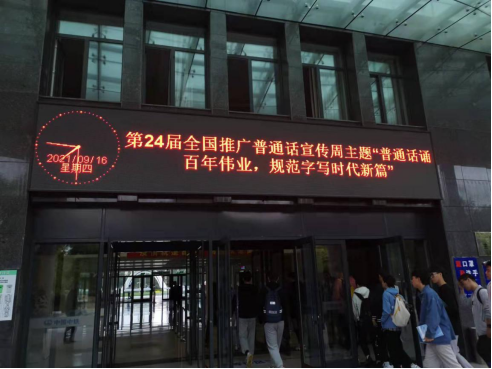 第24届全国推广普通话宣传周主题“普通话诵
百年伟业，规范字写时代新篇”
2021/09/16
星期四